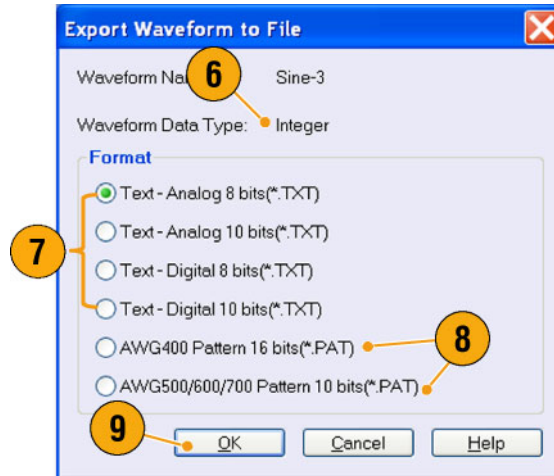 Export Waveform to File
6
Waveform Na Sine-3
Waveform Data Type: Integer
Format
Text - Analog 8 bits(*.TXT)
Text - Analog 10 bits(*.TXT)
7
Text - Digital 8 bits(*.TXT)
Text - Digital 10 bits(*.TXT)
AWG400 Pattern 16 bits(*.PAT)
8
AWG500/600/700 Pattern 10 bits(*.PAT)
9
OK Cancel Help